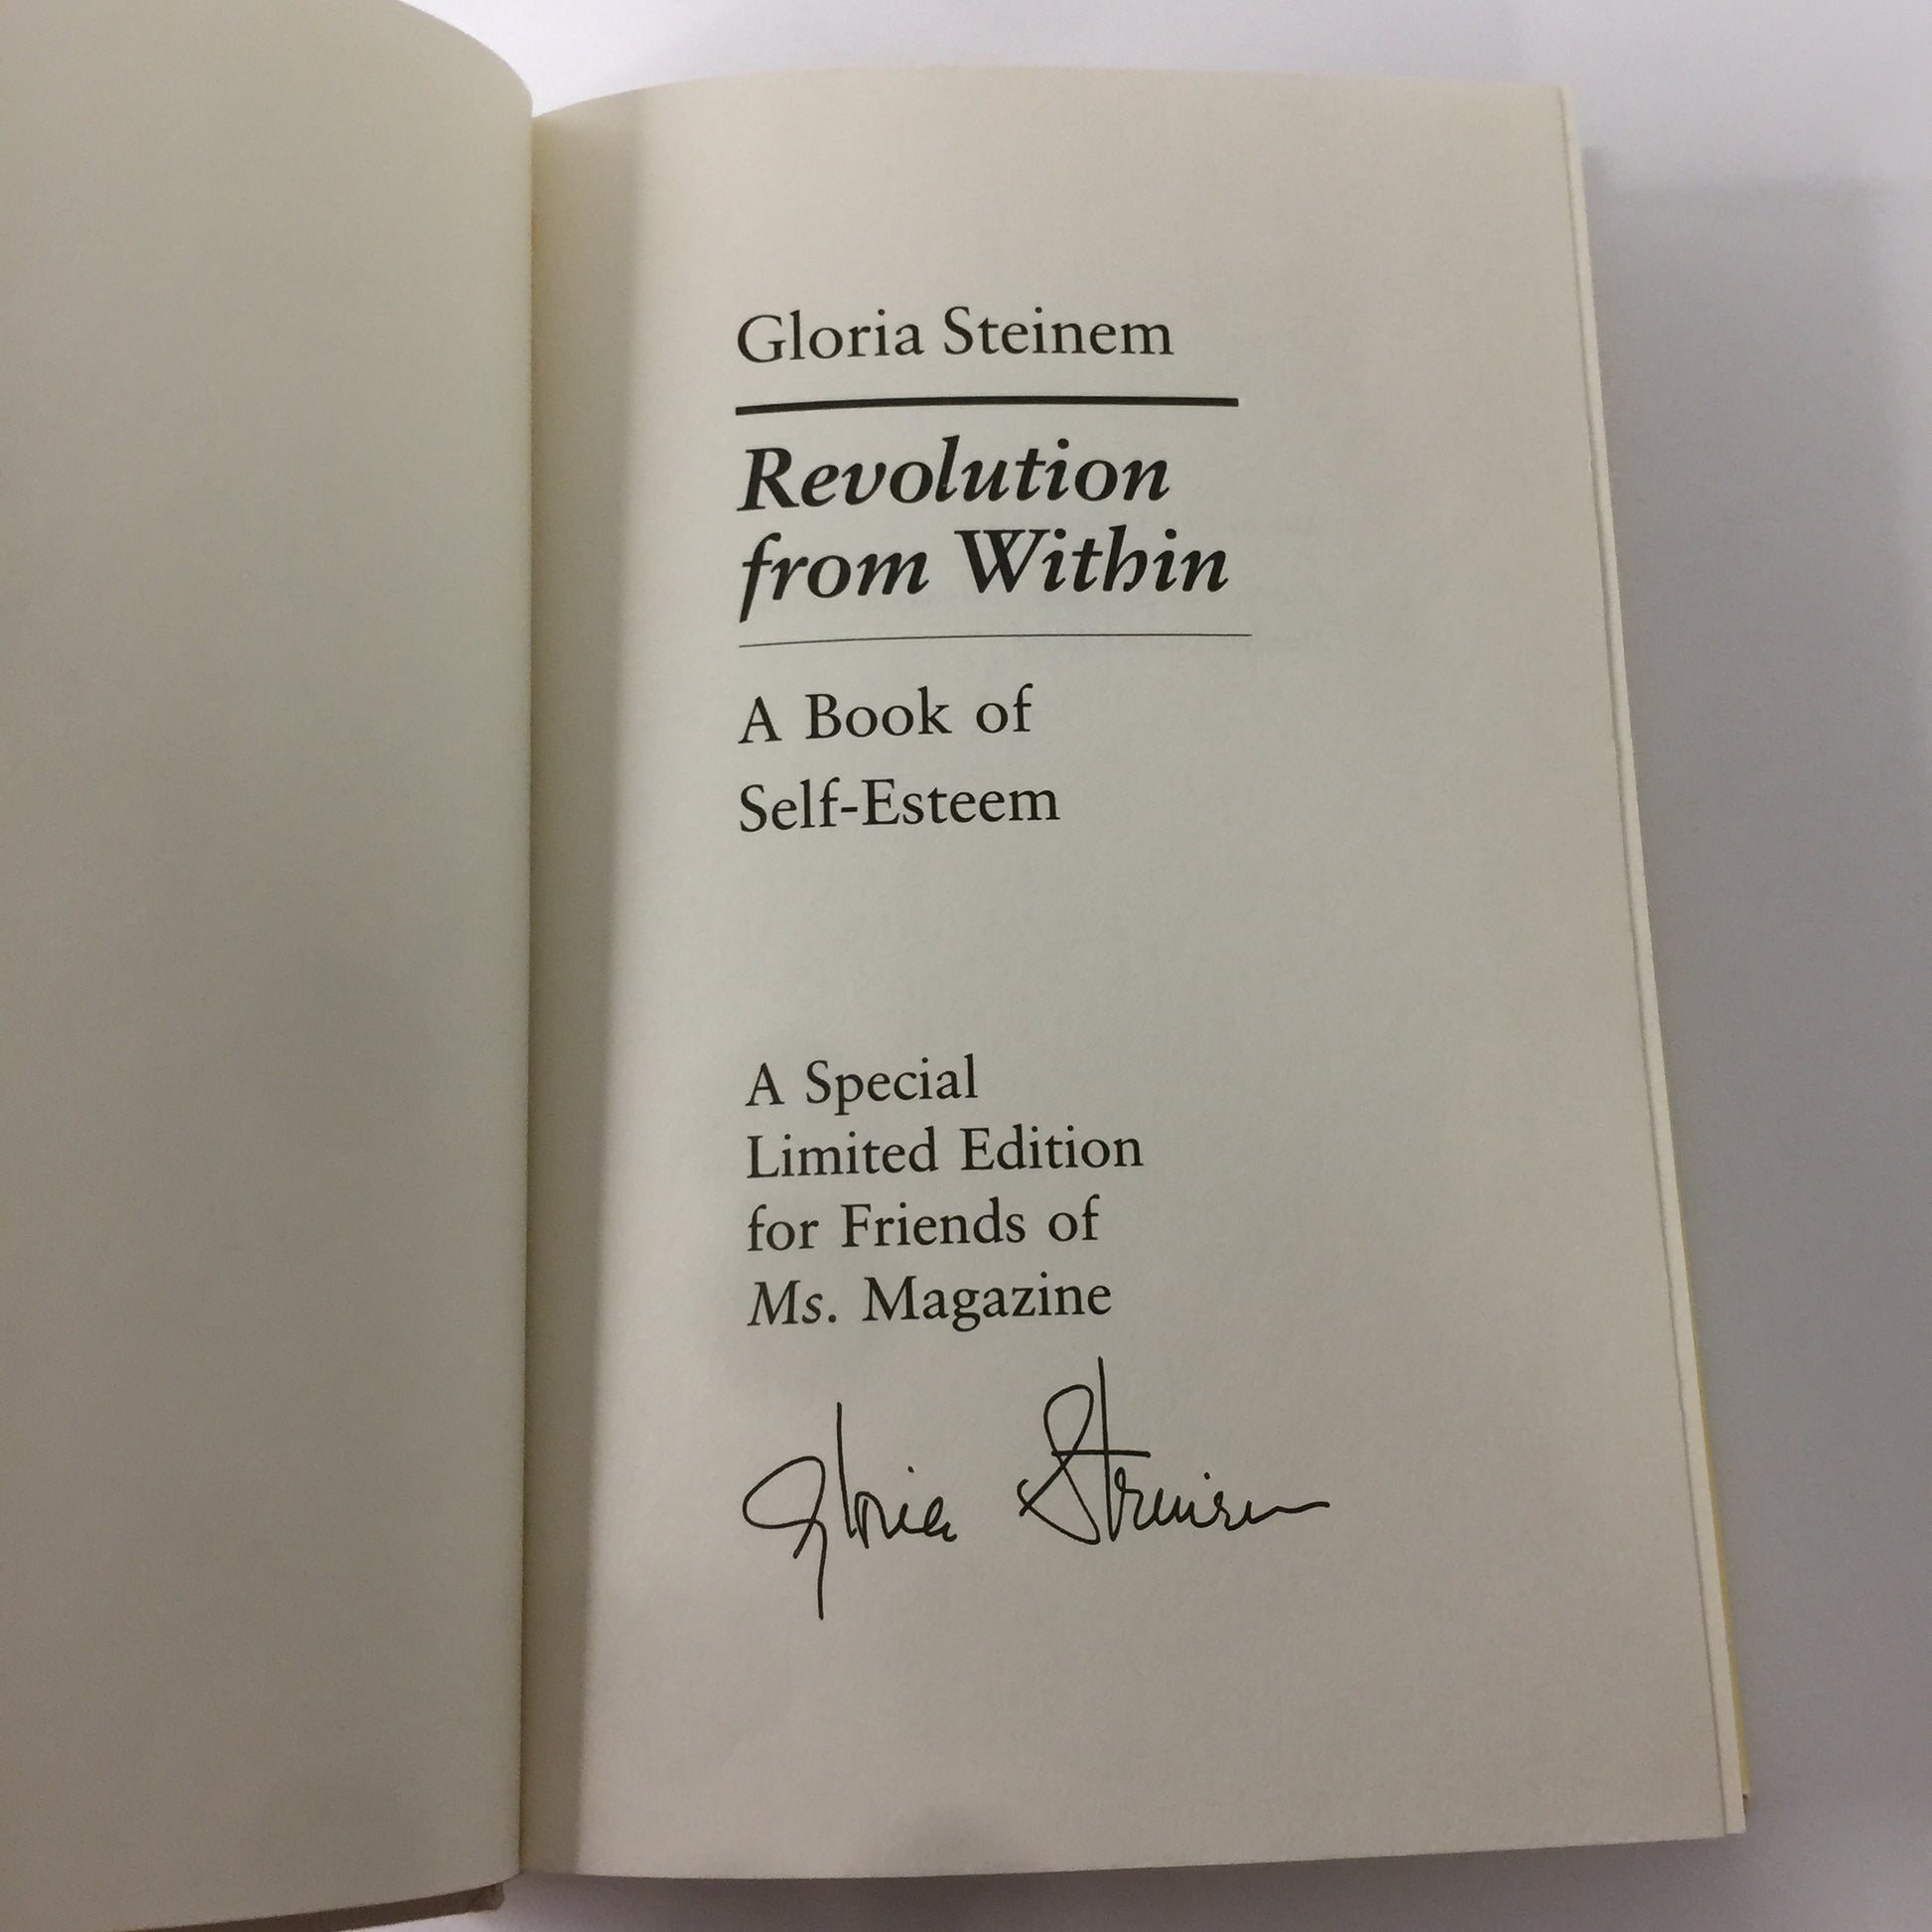 Gloria Steinem
Revolution
from Within
A Book of
Self-Esteem
A Special
Limited Edition
for Friends of
Ms. Magazine
Gloria Steinem